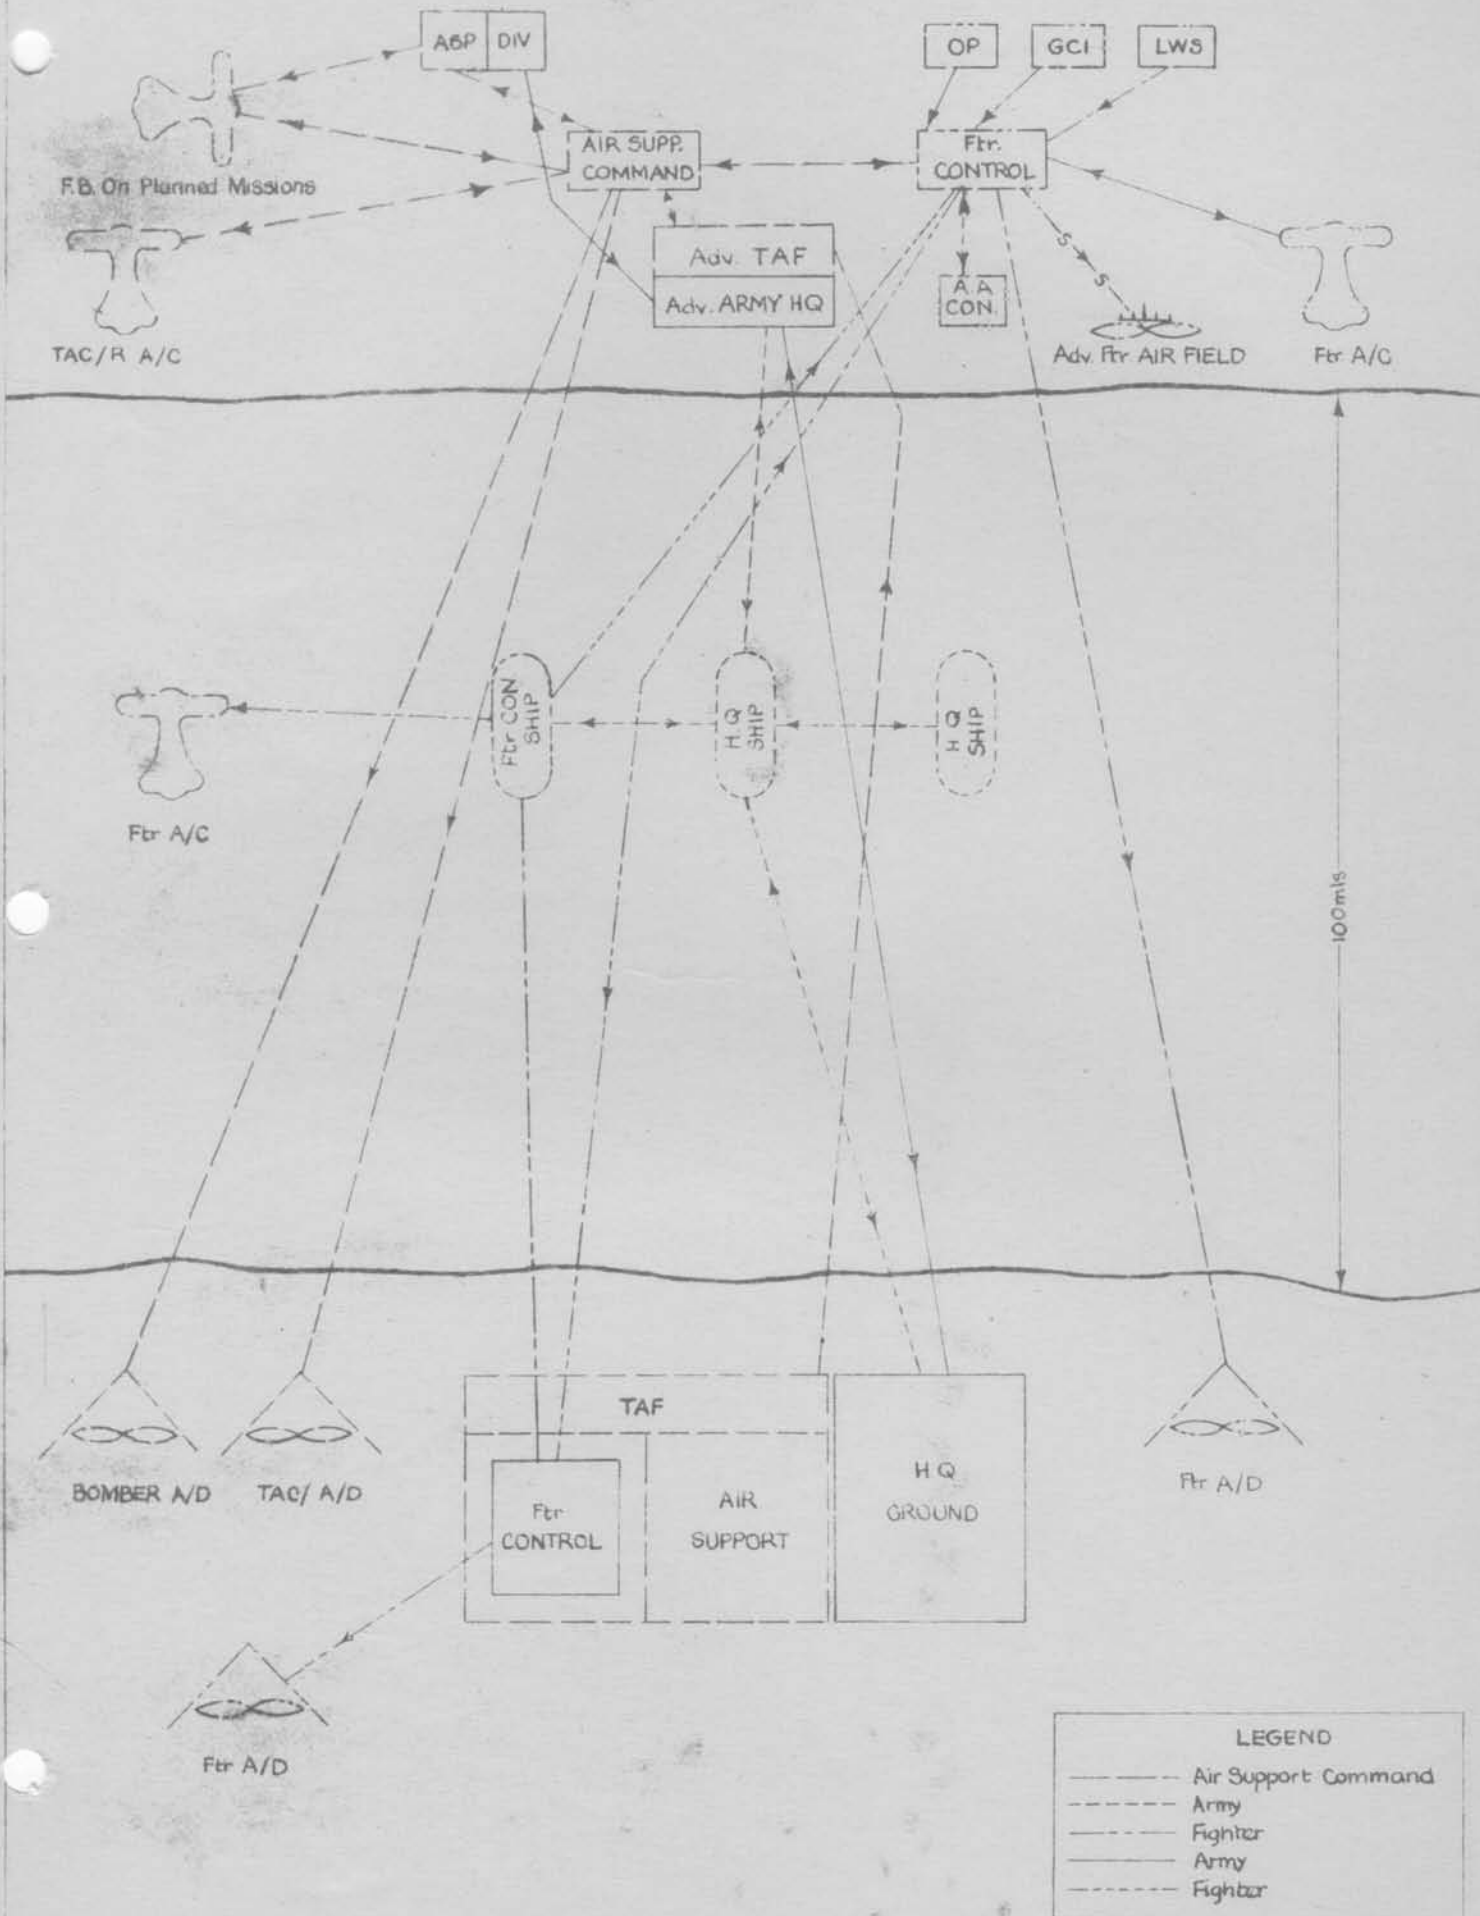 ASP DIV
OP
GCI
LWS
AIR SUPP.
COMMAND
Ftr.
CONTROL
F.B. On Planned Missions
Adv. TAF
Adv. ARMY HQ
A A
CON.
S
S
TAC/R A/C
Adv. Ftr AIR FIELD
Ftr A/C
Ftr CON
SHIP
H.Q
SHIP
H Q
SHIP
Ftr A/C
100mls
TAF
BOMBER A/D
TAC/ A/D
Ftr
CONTROL
AIR
SUPPORT
H Q
GROUND
Ftr A/D
Ftr A/D
LEGEND
Air Support Command
Army
Fighter
Army
Fighter